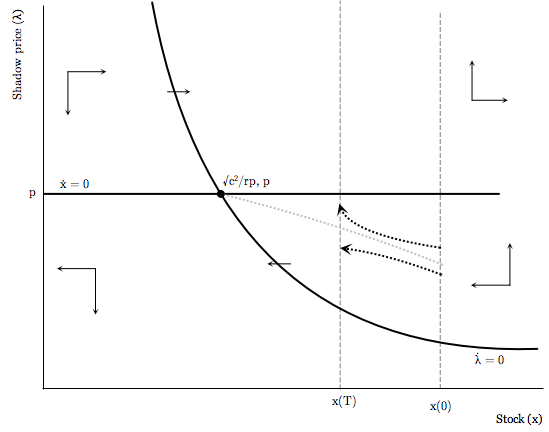 Shadow price (λ)
√c²/rp, p
ẋ = 0
p
λ̇ = 0
x(T)
x(0)
Stock (x)